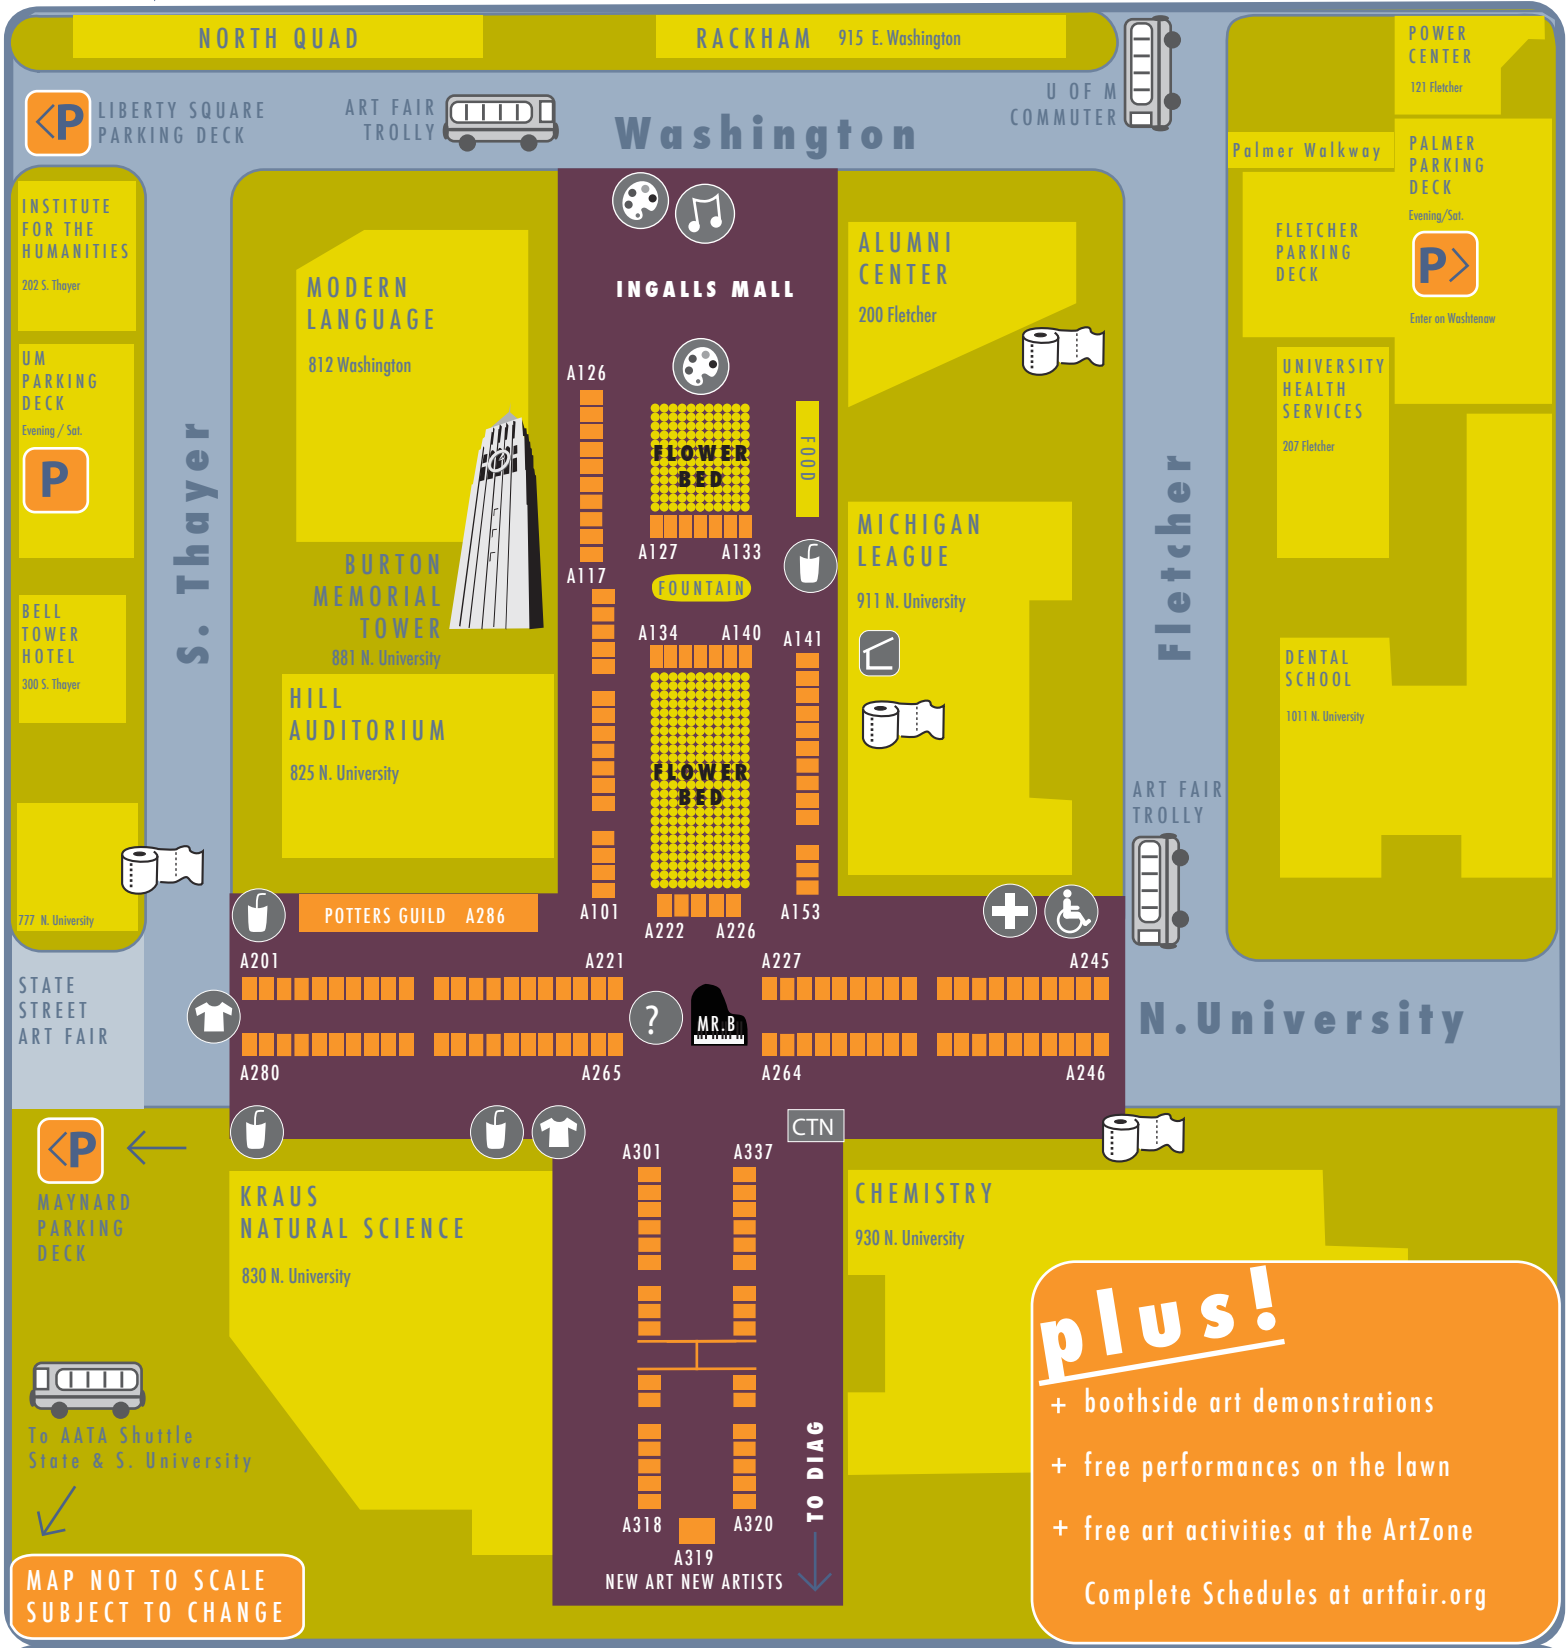 NORTH QUAD
RACKHAM 915 E. Washington
POWER
CENTER
121 Fletcher
<P
LIBERTY SQUARE
PARKING DECK
ART FAIR
TROLLY
Washington
U OF M
COMMUTER
Palmer Walkway
PALMER
PARKING
DECK
Evening/Sat.
P>
Enter on Washtenaw
FLETCHER
PARKING
DECK
INSTITUTE
FOR THE
HUMANITIES
202 S. Thayer
UM
PARKING
DECK
Evening / Sat.
P
BELL
TOWER
HOTEL
300 S. Thayer
777 N. University
S. Thayer
MODERN
LANGUAGE
812 Washington
BURTON
MEMORIAL
TOWER
881 N. University
HILL
AUDITORIUM
825 N. University
INGALLS MALL
A126
FLOWER
BED
FOOD
A127
A133
A117
FOUNTAIN
A134
A140
A141
FLOWER
BED
A101
A153
A222
A226
ALUMNI
CENTER
200 Fletcher
MICHIGAN
LEAGUE
911 N. University
Fletcher
UNIVERSITY
HEALTH
SERVICES
207 Fletcher
DENTAL
SCHOOL
1011 N. University
ART FAIR
TROLLY
POTTERS GUILD A286
A201
A221
A227
A245
?
MR.B
A280
A265
A264
A246
N.University
STATE
STREET
ART FAIR
<P
MAYNARD
PARKING
DECK
CTN
A301
A337
KRAUS
NATURAL SCIENCE
830 N. University
CHEMISTRY
930 N. University
To AATA Shuttle
State & S. University
TO DIAG
A318
A320
A319
NEW ART NEW ARTISTS
MAP NOT TO SCALE
SUBJECT TO CHANGE
plus!
+ boothside art demonstrations
+ free performances on the lawn
+ free art activities at the ArtZone
Complete Schedules at artfair.org